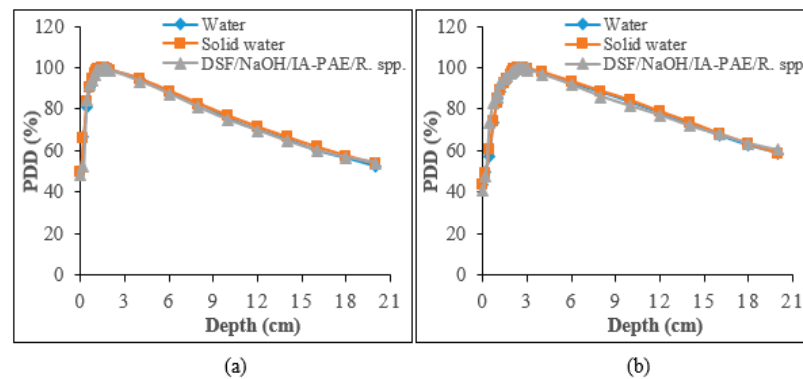 120
100
80
60
40
20
0
PDD (%)
Water
Solid water
DSF/NaOH/IA-PAE/R. spp.
0 3 6 9 12 15 18 21
Depth (cm)
(a)
120
100
80
60
40
20
0
PDD (%)
Water
Solid water
DSF/NaOH/IA-PAE/R. spp.
0 3 6 9 12 15 18 21
Depth (cm)
(b)